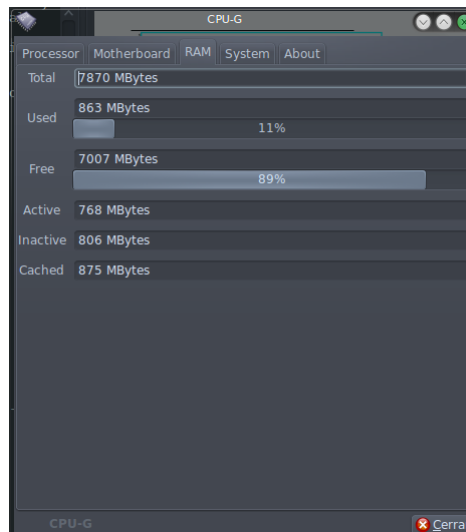 CPU-G
Processor Motherboard RAM System About
Total 7870 MBytes
Used 863 MBytes
11%
Free 7007 MBytes
89%
Active 768 MBytes
Inactive 806 MBytes
Cached 875 MBytes
CPU-G